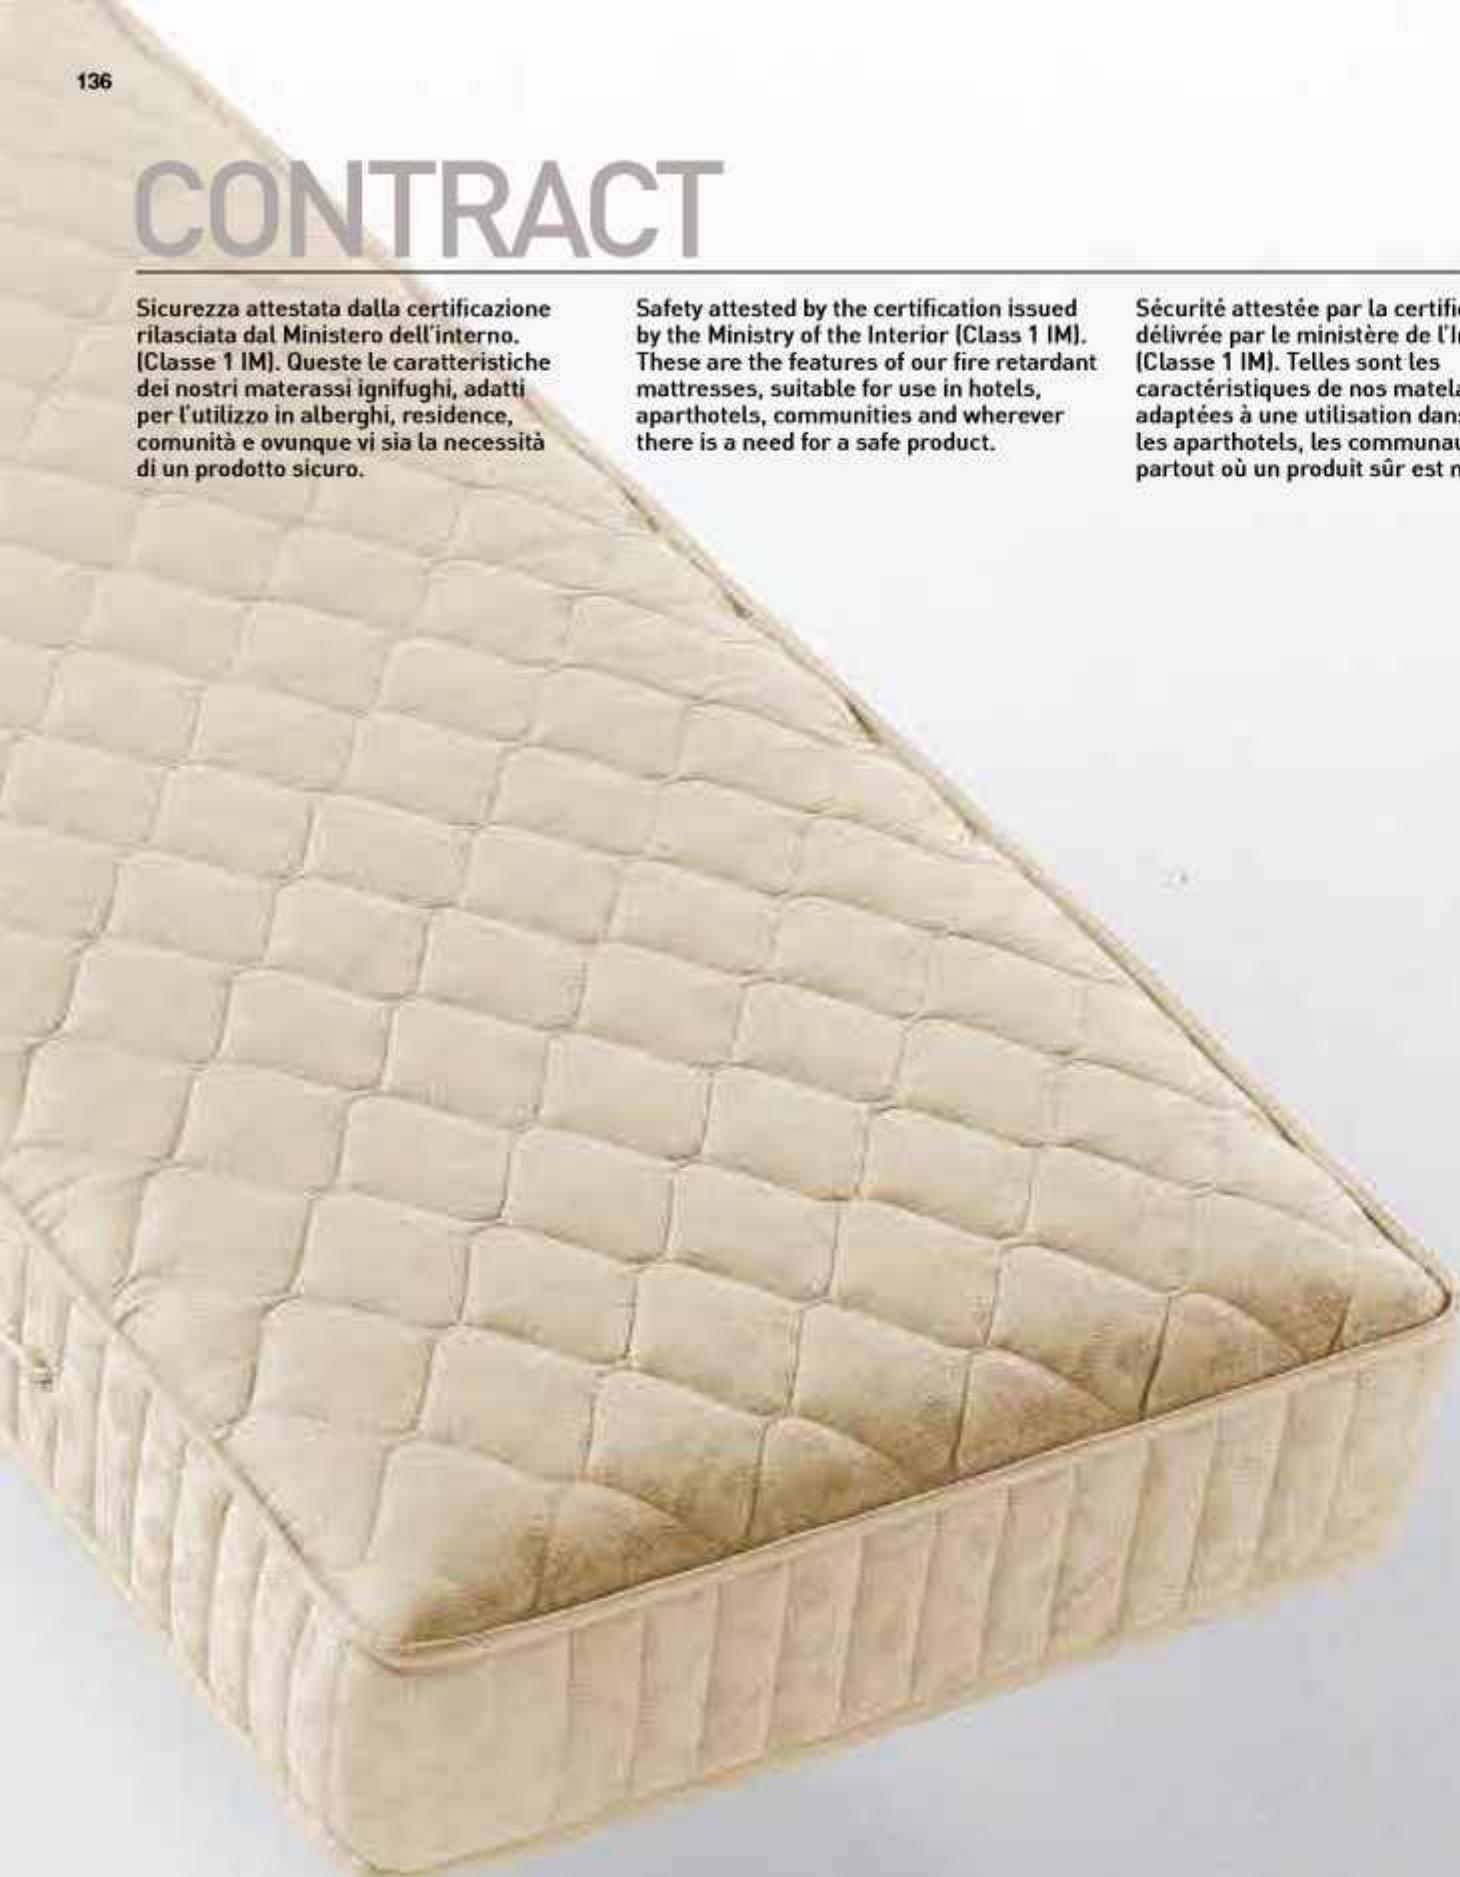 136
CONTRACT
Sicurezza attestata dalla certificazione
rilasciata dal Ministero dell'interno.
(Classe 1 IM). Queste le caratteristiche
dei nostri materassi ignifughi, adatti
per l'utilizzo in alberghi, residence,
comunità e ovunque vi sia la necessità
di un prodotto sicuro.
Safety attested by the certification issued
by the Ministry of the Interior (Class 1 IM).
These are the features of our fire retardant
mattresses, suitable for use in hotels,
aparthotels, communities and wherever
there is a need for a safe product.
Sécurité attestée par la
délivrée par le ministère de
(Classe 1 IM). Telles sont les
caractéristiques de nos
adaptées à une utilisation
les aparthotels, les
partout où un produit sûr est